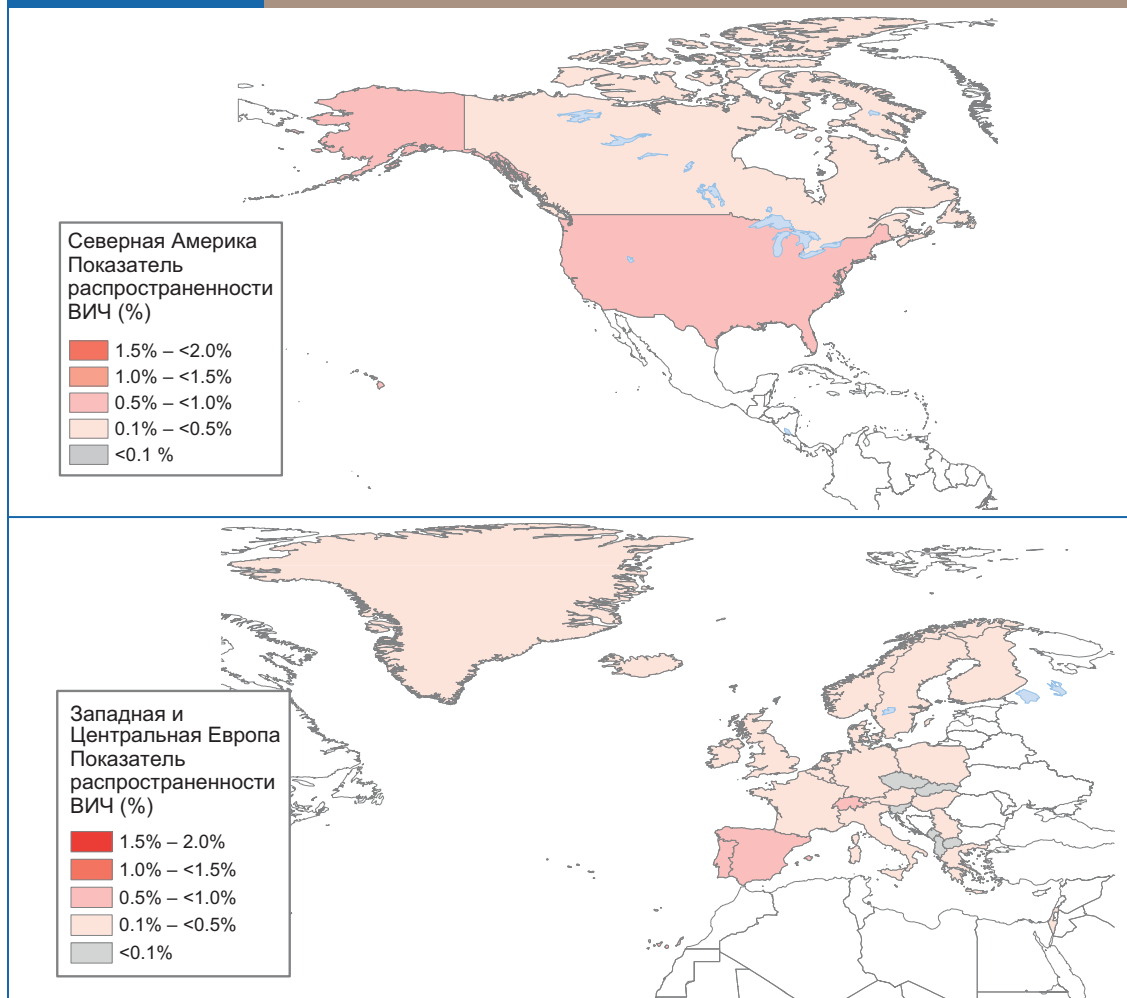 Северная Америка
Показатель
распространенности
ВИЧ (%)
1.5% – <2.0%
1.0% – <1.5%
0.5% – <1.0%
0.1% – <0.5%
<0.1 %
Западная и
Центральная Европа
Показатель
распространенности
ВИЧ (%)
1.5% – 2.0%
1.0% – <1.5%
0.5% – <1.0%
0.1% – <0.5%
<0.1%